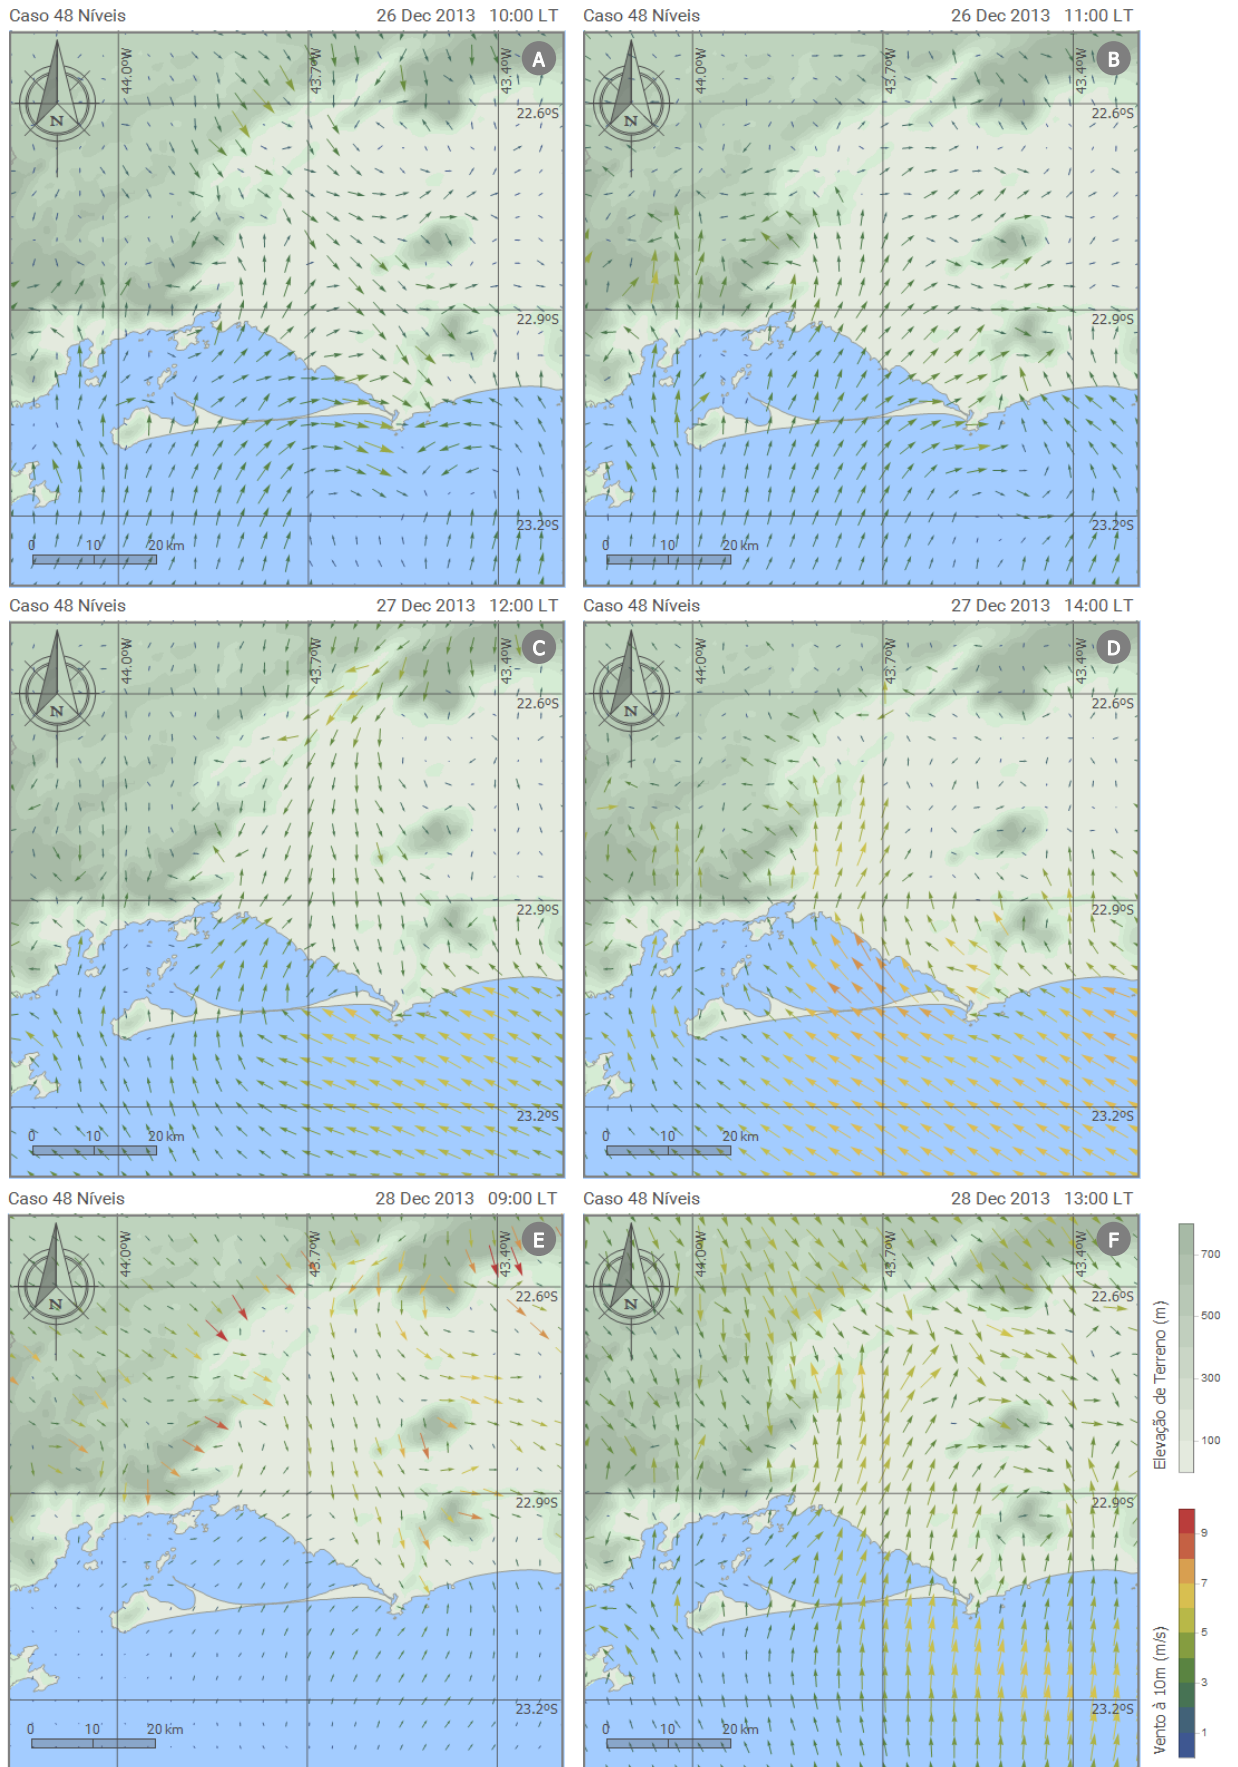 Caso 48 Níveis 26 Dec 2013 10:00 LT
A
44.0ºW
43.7ºW
43.4ºW
N
22.6ºS
22.9ºS
23.2ºS
0 10 20 km
Caso 48 Níveis 26 Dec 2013 11:00 LT
B
44.0ºW
43.7ºW
43.4ºW
N
22.6ºS
22.9ºS
23.2ºS
0 10 20 km
Caso 48 Níveis 27 Dec 2013 12:00 LT
C
44.0ºW
43.7ºW
43.4ºW
N
22.6ºS
22.9ºS
23.2ºS
0 10 20 km
Caso 48 Níveis 27 Dec 2013 14:00 LT
D
44.0ºW
43.7ºW
43.4ºW
N
22.6ºS
22.9ºS
23.2ºS
0 10 20 km
Caso 48 Níveis 28 Dec 2013 09:00 LT
E
44.0ºW
43.7ºW
43.4ºW
N
22.6ºS
22.9ºS
23.2ºS
0 10 20 km
Caso 48 Níveis 28 Dec 2013 13:00 LT
F
44.0ºW
43.7ºW
43.4ºW
N
22.6ºS
22.9ºS
23.2ºS
0 10 20 km
Elevação de Terreno (m)
700
500
300
100
Vento à 10m (m/s)
9
7
5
3
1